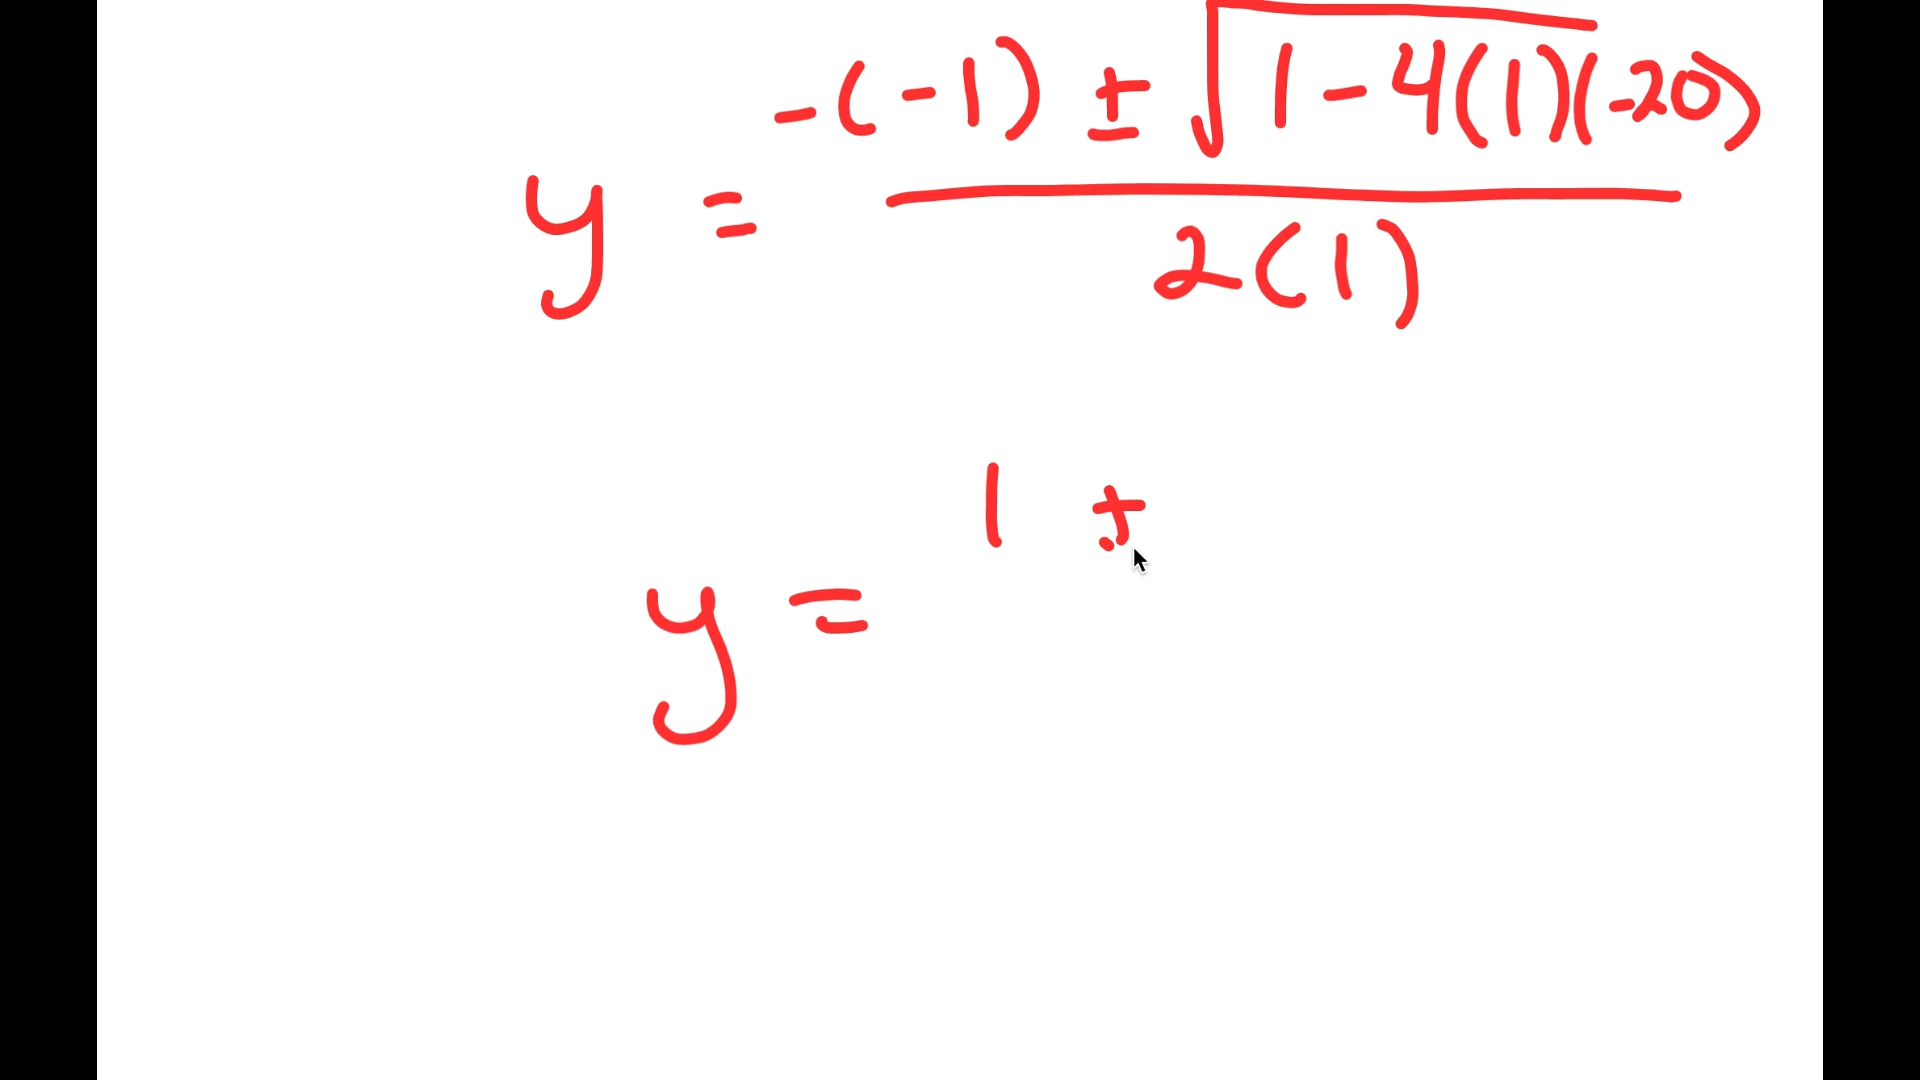 y = (-(-1) ± √(1-4(1)(-20))) / (2(1))
y = 1 ±